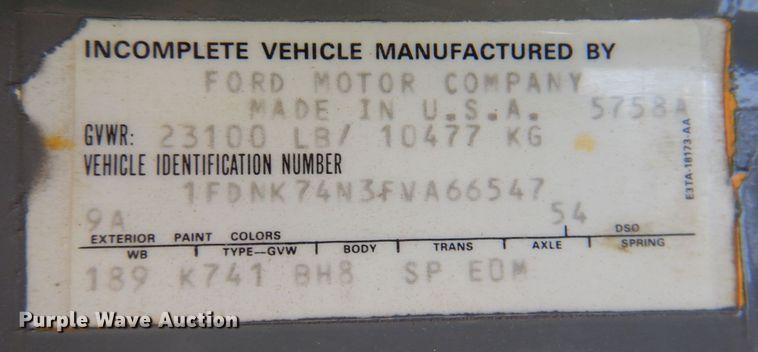 INCOMPLETE VEHICLE MANUFACTURED BY
FORD MOTOR COMPANY
MADE IN U.S.A. 5758A
GVWR: 23100 LB/ 10477 KG
VEHICLE IDENTIFICATION NUMBER
1FDNK74N3FVA66547
9A 54
EXTERIOR PAINT COLORS DSO
WB TYPE—GVW BODY TRANS AXLE SPRING
189 K741 BH8 SP EDM
E3TA-18173-AA
Purple Wave Auction